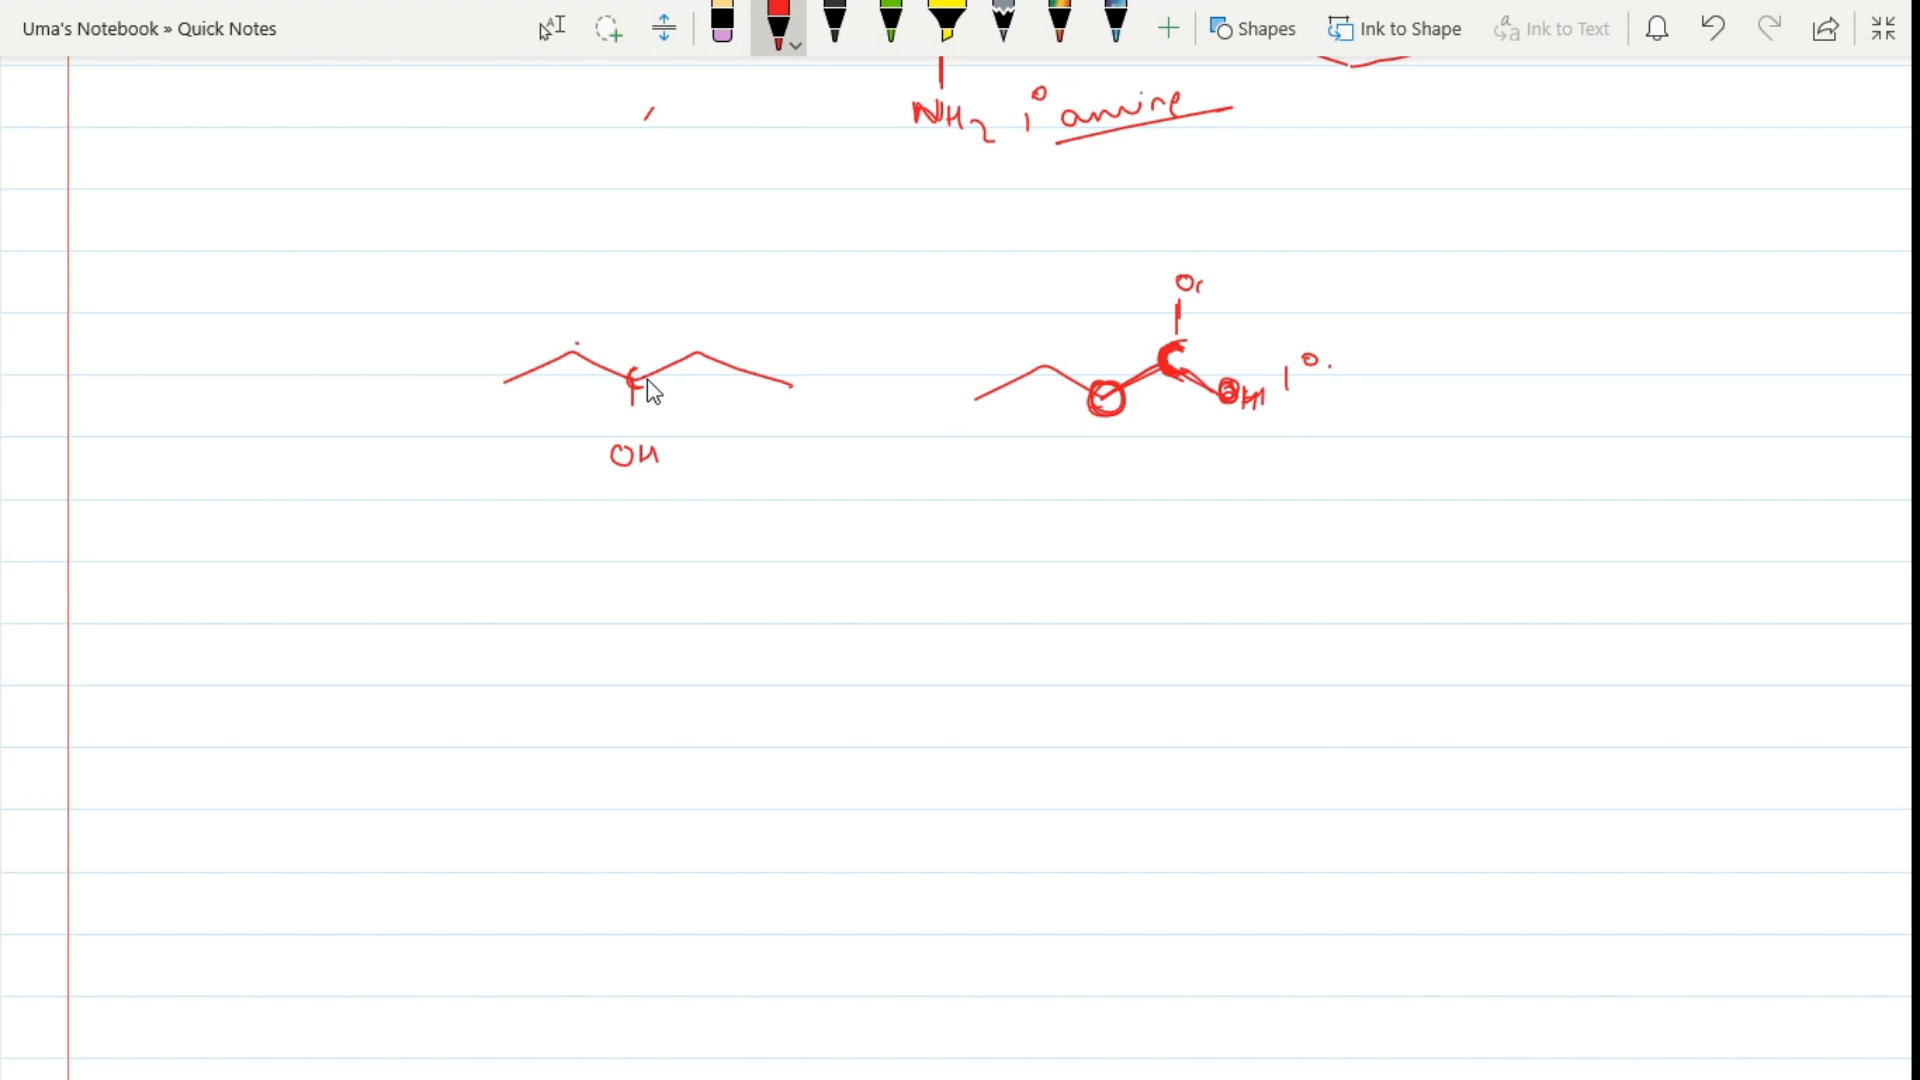 Uma's Notebook » Quick Notes
Shapes
Ink to Shape
Ink to Text
NH2 1° amine
C
OH
C
OH 1°.